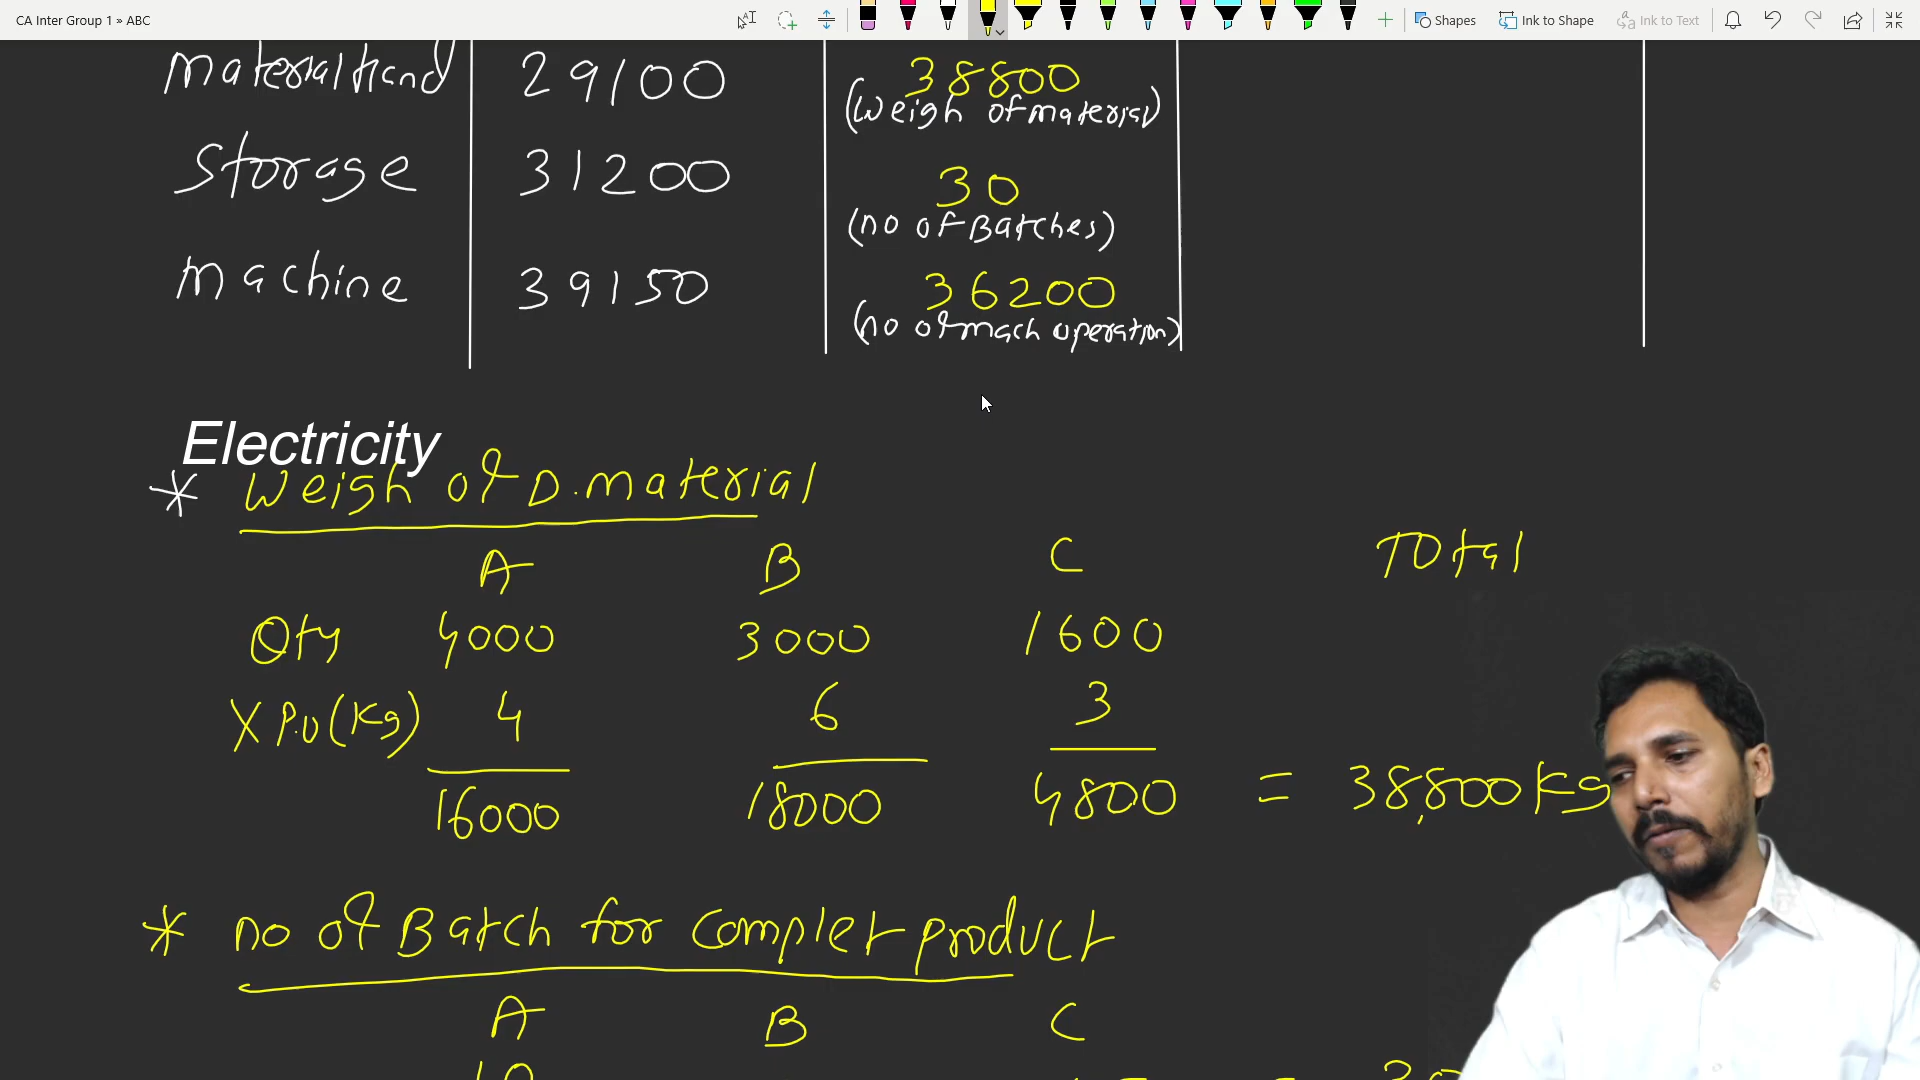 CA Inter Group 1 » ABC
Shapes Ink to Shape Ink to Text
materialhand 29100 38800
(weigh of material)
Storage 31200 30
(no of Batches)
machine 39150 36200
(no of mach operation)
Electricity
* Weigh of D.material
A B C Total
Qty 4000 3000 1600
X P.U(Kg) 4 6 3
16000 18000 4800 = 38,800 Kg
* no of Batch for complet product
A B C